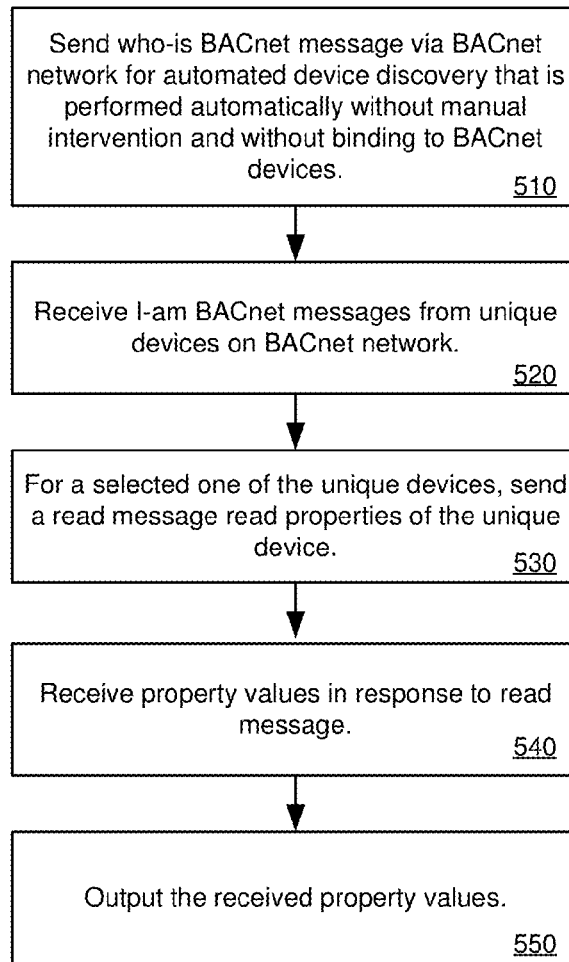 Send who-is BACnet message via BACnet
network for automated device discovery that is
performed automatically without manual
intervention and without binding to BACnet
devices.
510
Receive I-am BACnet messages from unique
devices on BACnet network.
520
For a selected one of the unique devices, send
a read message read properties of the unique
device.
530
Receive property values in response to read
message.
540
Output the received property values.
550